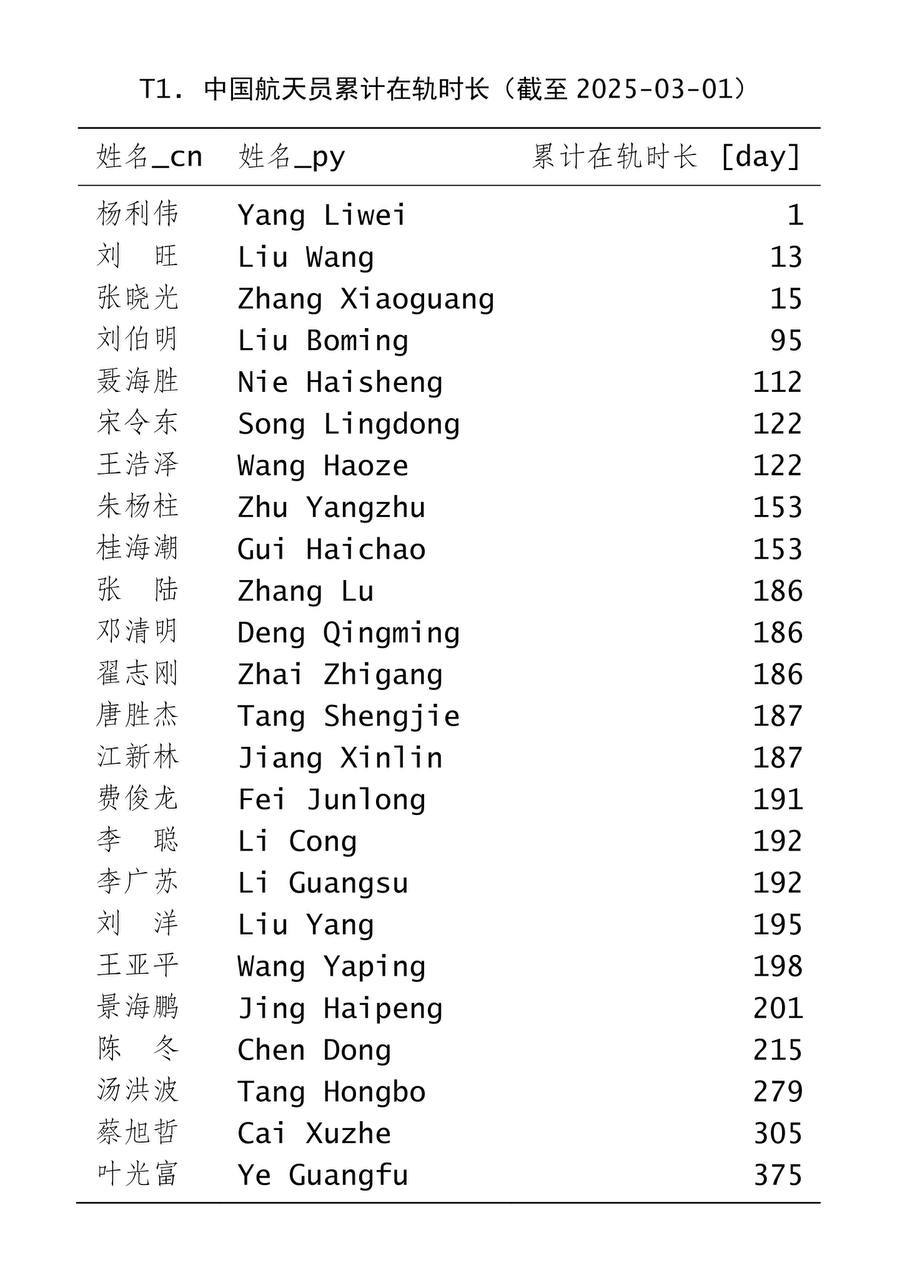 T1. 中国航天员累计在轨时长（截至 2025-03-01）
姓名_cn 姓名_py 累计在轨时长 [day]
杨利伟 Yang Liwei 1
刘　旺 Liu Wang 13
张晓光 Zhang Xiaoguang 15
刘伯明 Liu Boming 95
聂海胜 Nie Haisheng 112
宋令东 Song Lingdong 122
王浩泽 Wang Haoze 122
朱杨柱 Zhu Yangzhu 153
桂海潮 Gui Haichao 153
张　陆 Zhang Lu 186
邓清明 Deng Qingming 186
翟志刚 Zhai Zhigang 186
唐胜杰 Tang Shengjie 187
江新林 Jiang Xinlin 187
费俊龙 Fei Junlong 191
李　聪 Li Cong 192
李广苏 Li Guangsu 192
刘　洋 Liu Yang 195
王亚平 Wang Yaping 198
景海鹏 Jing Haipeng 201
陈　冬 Chen Dong 215
汤洪波 Tang Hongbo 279
蔡旭哲 Cai Xuzhe 305
叶光富 Ye Guangfu 375